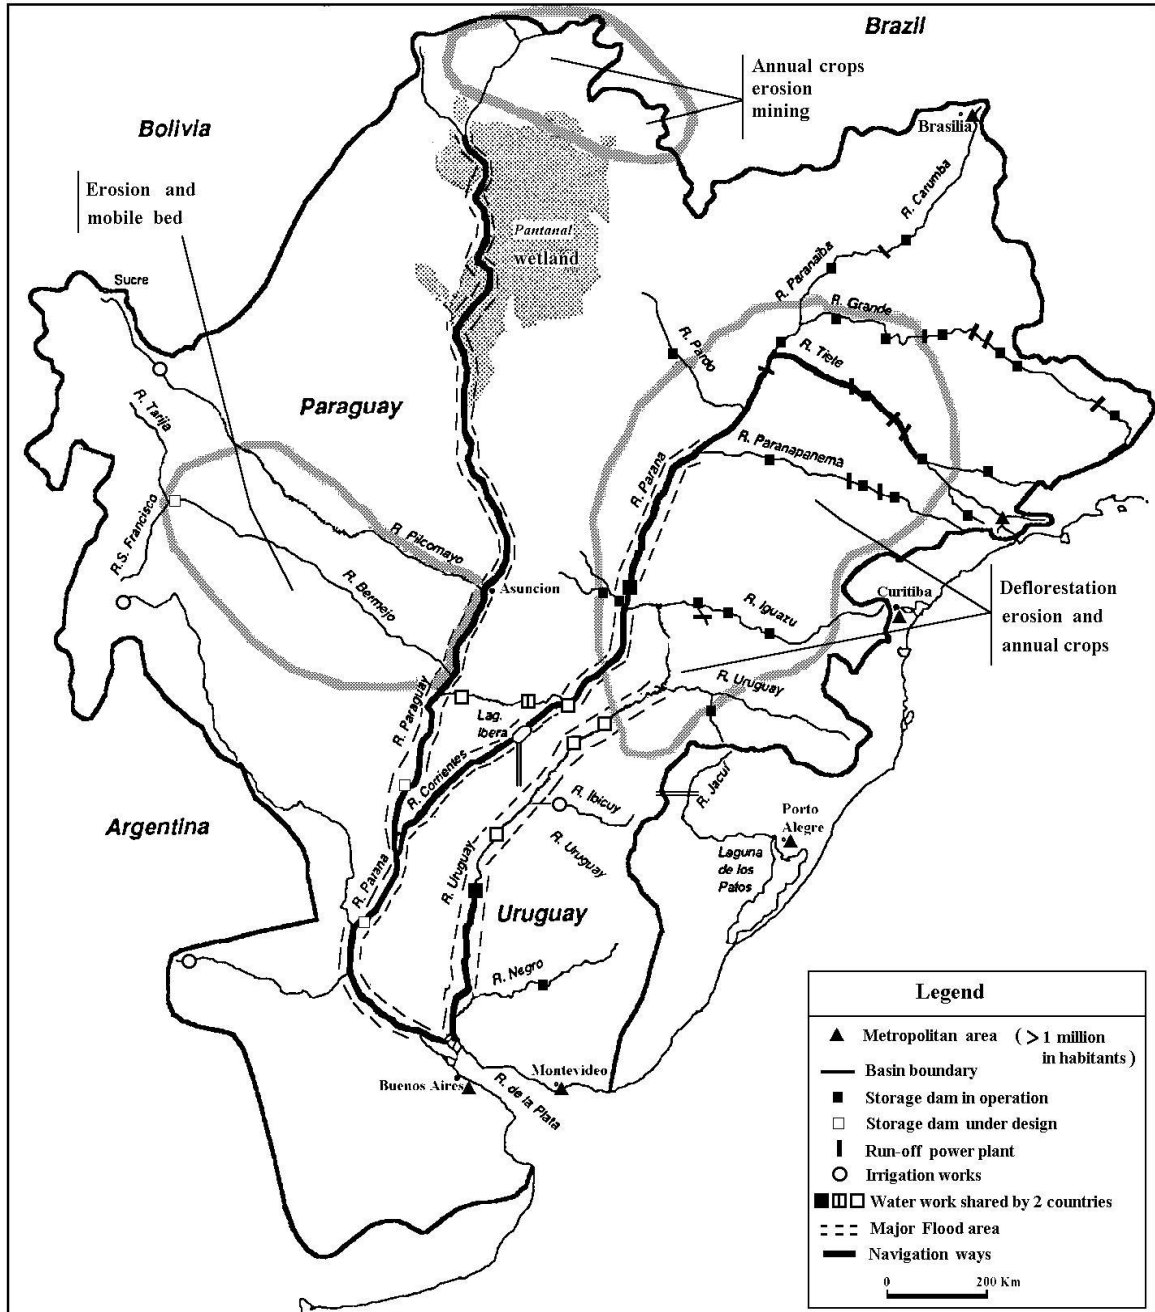 Brazil
Annual crops
erosion
mining
Bolivia
Brasilia
Erosion and
mobile bed
R. Carumba
Pantanal
wetland
Sucre
R. Paranaiba
R. Grande
R. Pardo
R. Tiele
R. Tarija
Paraguay
R. Paranapanema
R. Parana
R.S. Francisco
R. Pilcomayo
Asuncion
R. Bermejo
R. Iguazu
Curitiba
Deflorestation
erosion and
annual crops
R. Paraguay
R. Uruguay
Lag.
Ibera
R. Corrientes
R. Jacuí
R. Ibicuy
Argentina
Porto
Alegre
R. Uruguay
Laguna
de los
Patos
R. Parana
R. Uruguay
Uruguay
R. Negro
Buenos Aires
Montevideo
R. de la Plata
Legend
Metropolitan area ( > 1 million
in habitants )
Basin boundary
Storage dam in operation
Storage dam under design
Run-off power plant
Irrigation works
Water work shared by 2 countries
Major Flood area
Navigation ways
0 200 Km